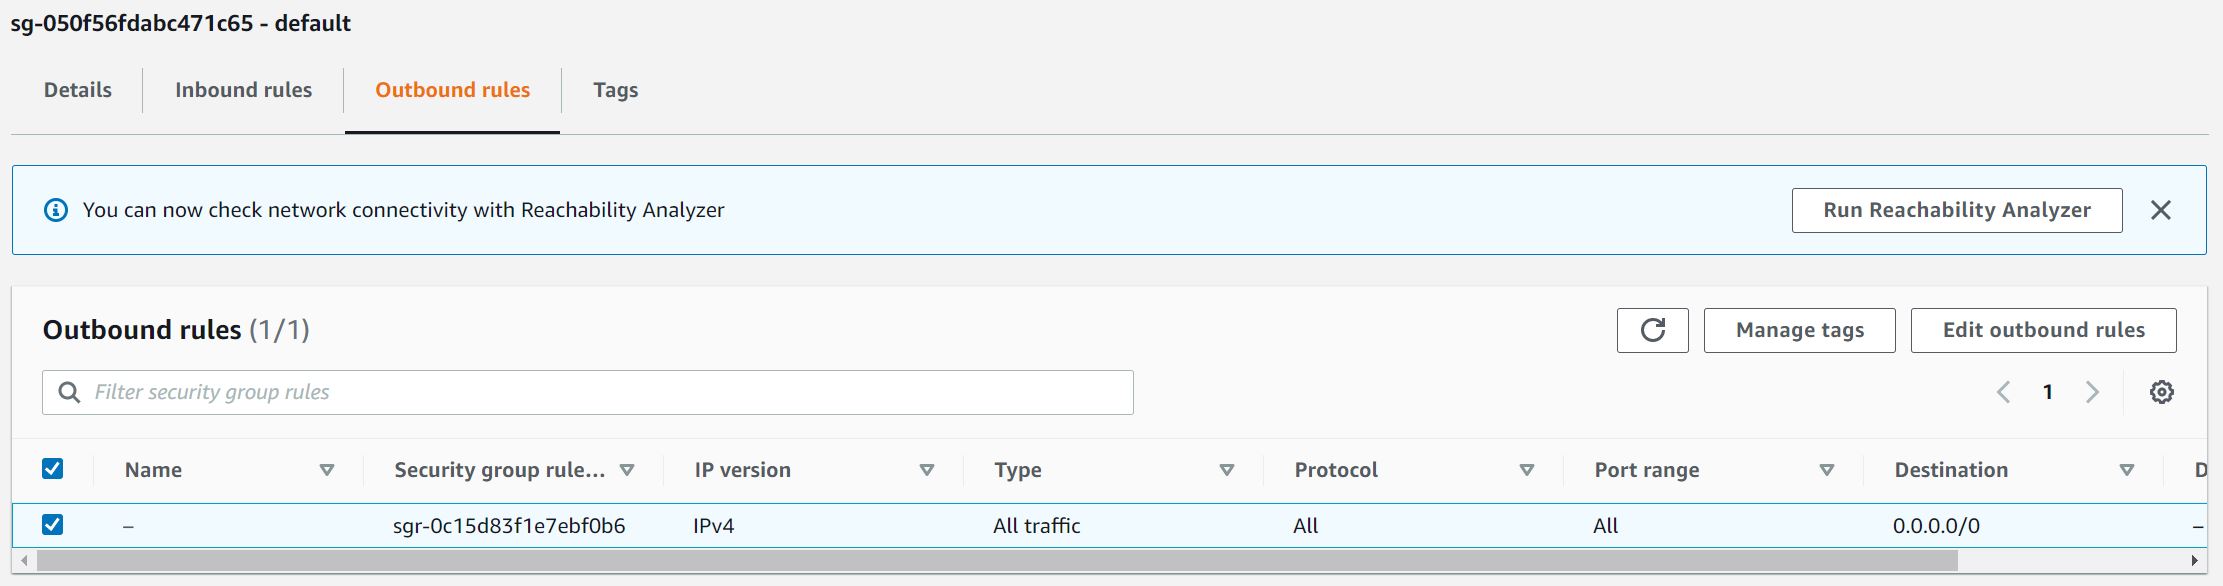 sg-050f56fdabc471c65 - default
Details Inbound rules Outbound rules Tags
You can now check network connectivity with Reachability Analyzer Run Reachability Analyzer
Outbound rules (1/1) Manage tags Edit outbound rules
Filter security group rules 1
Name Security group rule... IP version Type Protocol Port range Destination D
– sgr-0c15d83f1e7ebf0b6 IPv4 All traffic All All 0.0.0.0/0 –